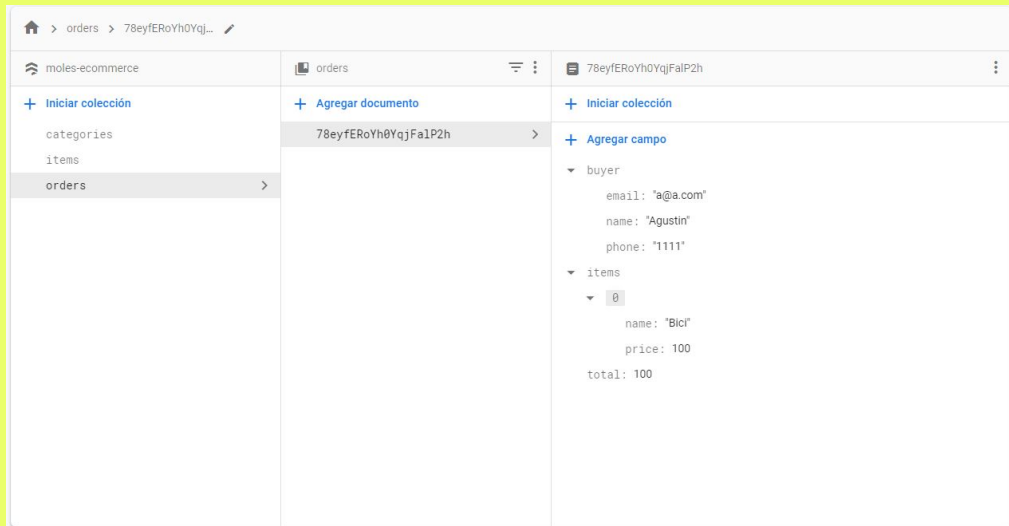 orders > 78eyfERoYh0Yqj...
moles-ecommerce
orders
78eyfERoYh0YqjFalP2h
+ Iniciar colección
+ Agregar documento
+ Iniciar colección
categories
items
orders
78eyfERoYh0YqjFalP2h
+ Agregar campo
buyer
email: "a@a.com"
name: "Agustin"
phone: "1111"
items
0
name: "Bici"
price: 100
total: 100